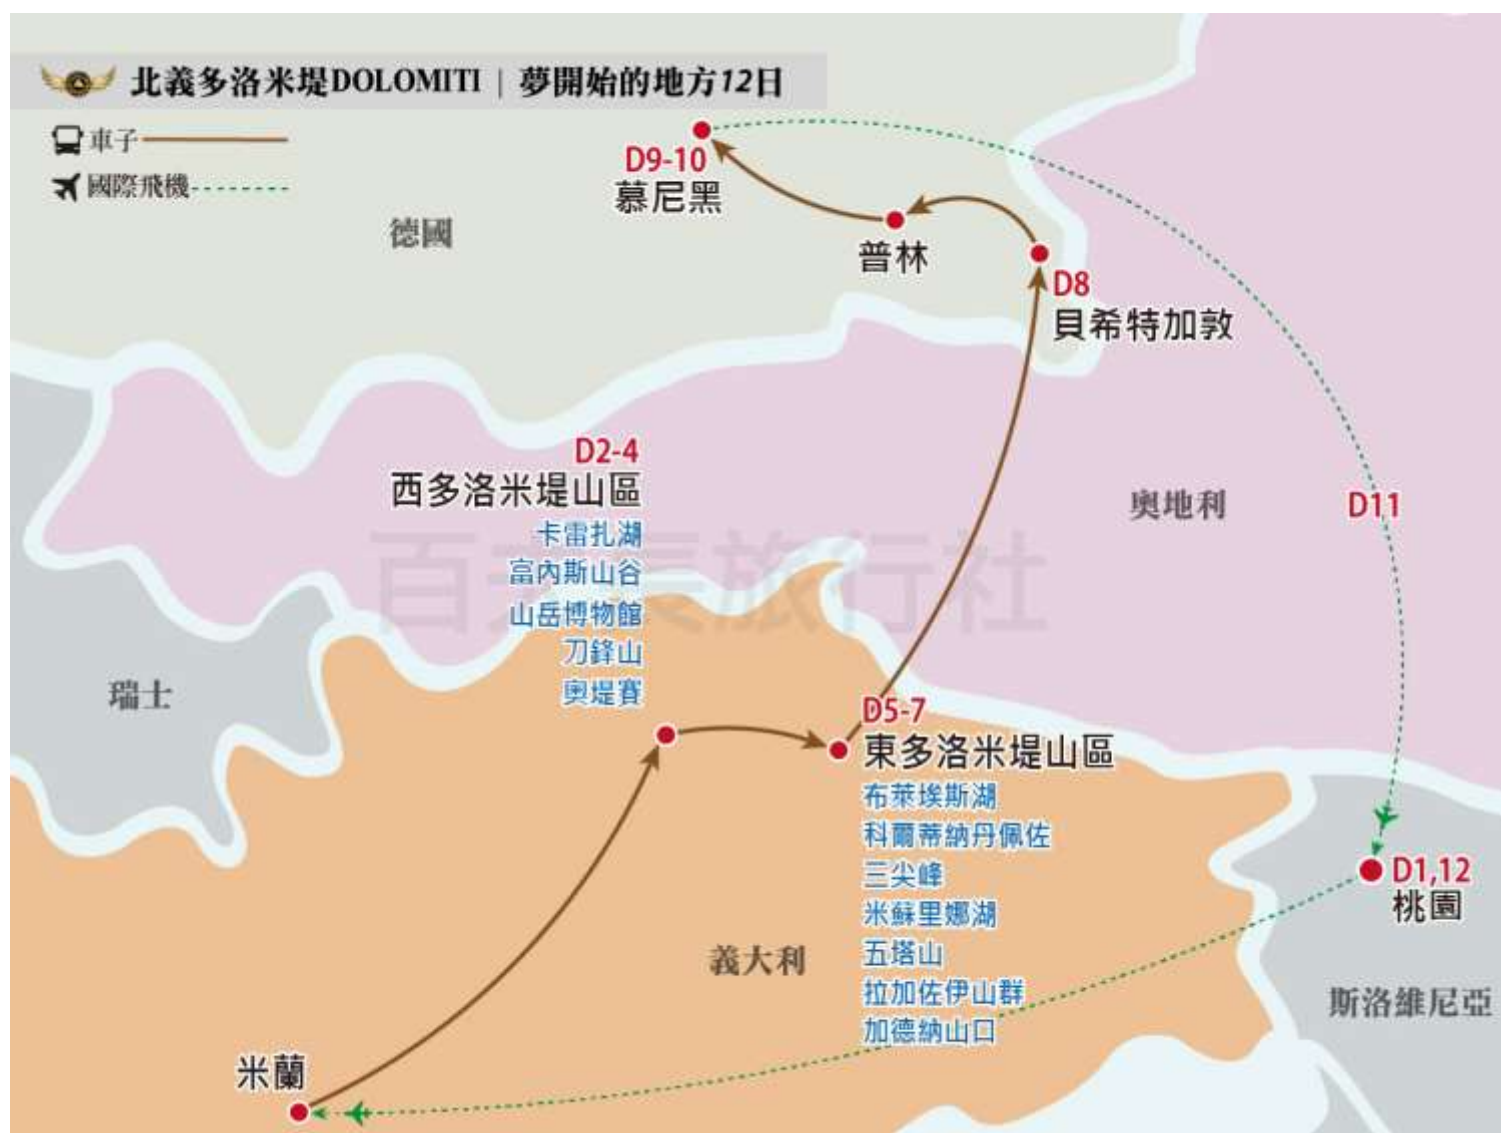 北義多洛米堤DOLOMITI | 夢開始的地方12日
車子
國際飛機
D9-10
慕尼黑
普林
德國
D8
貝希特加敦
D2-4
西多洛米堤山區
卡雷扎湖
富內斯山谷
山岳博物館
刀鋒山
奧堤賽
奧地利
D11
百夫長旅行社
瑞士
D5-7
東多洛米堤山區
布萊埃斯湖
科爾蒂納丹佩佐
三尖峰
米蘇里娜湖
五塔山
拉加佐伊山群
加德納山口
D1,12
桃園
義大利
斯洛維尼亞
米蘭